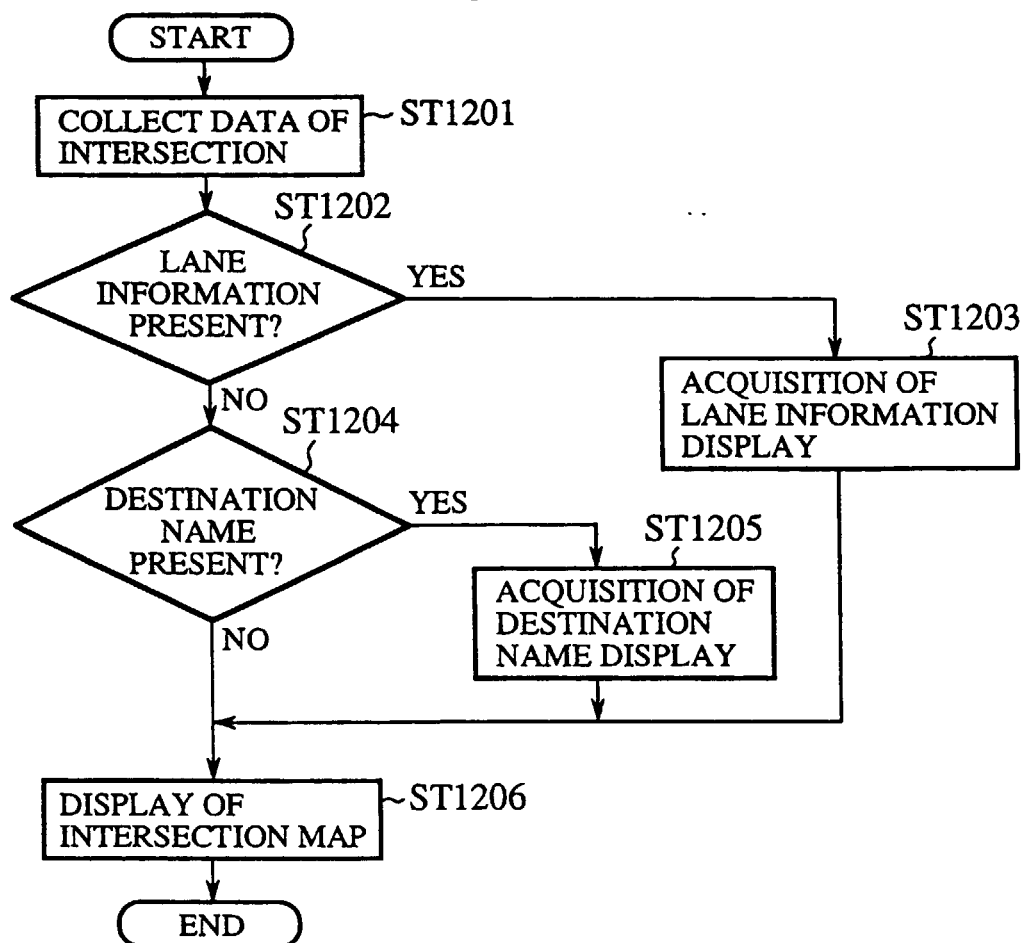 START
COLLECT DATA OF
INTERSECTION
ST1201
ST1202
LANE
INFORMATION
PRESENT?
YES
NO
ST1203
ACQUISITION OF
LANE INFORMATION
DISPLAY
ST1204
DESTINATION
NAME
PRESENT?
YES
NO
ST1205
ACQUISITION OF
DESTINATION
NAME DISPLAY
DISPLAY OF
INTERSECTION MAP
ST1206
END